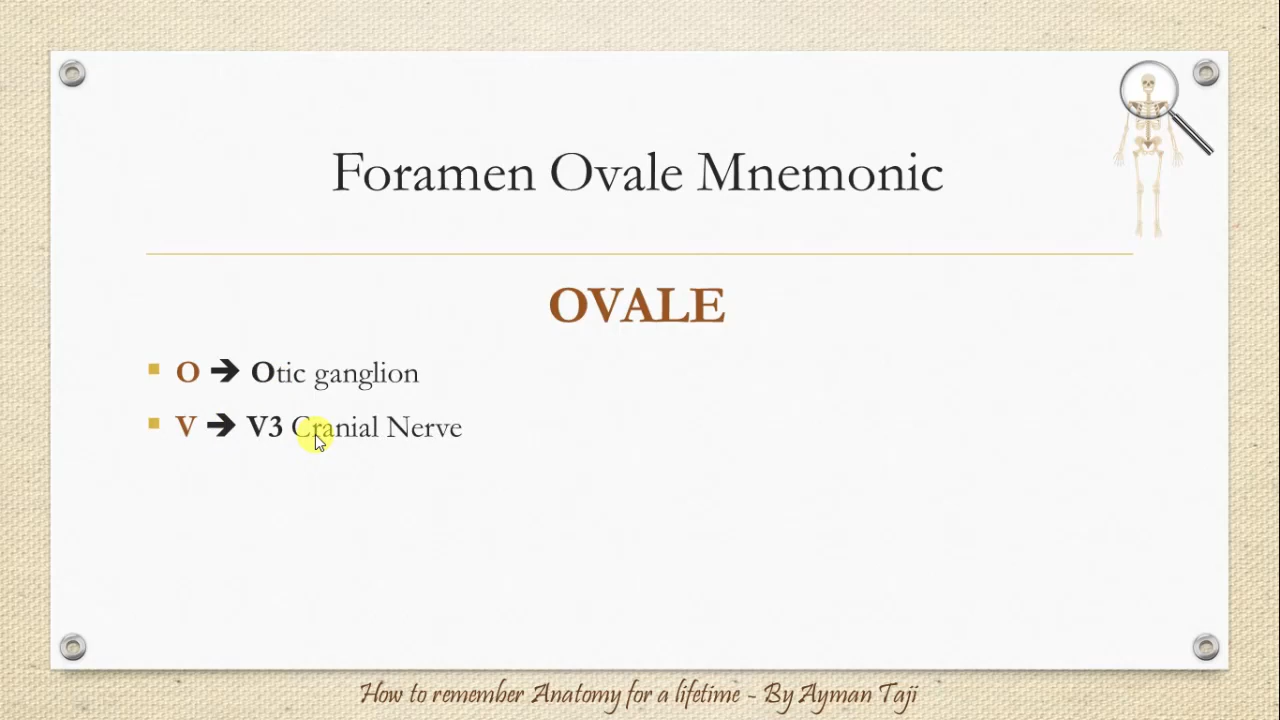 Foramen Ovale Mnemonic
OVALE
▪ O ➔ Otic ganglion
▪ V ➔ V3 Cranial Nerve
How to remember Anatomy for a lifetime - By Ayman Taji